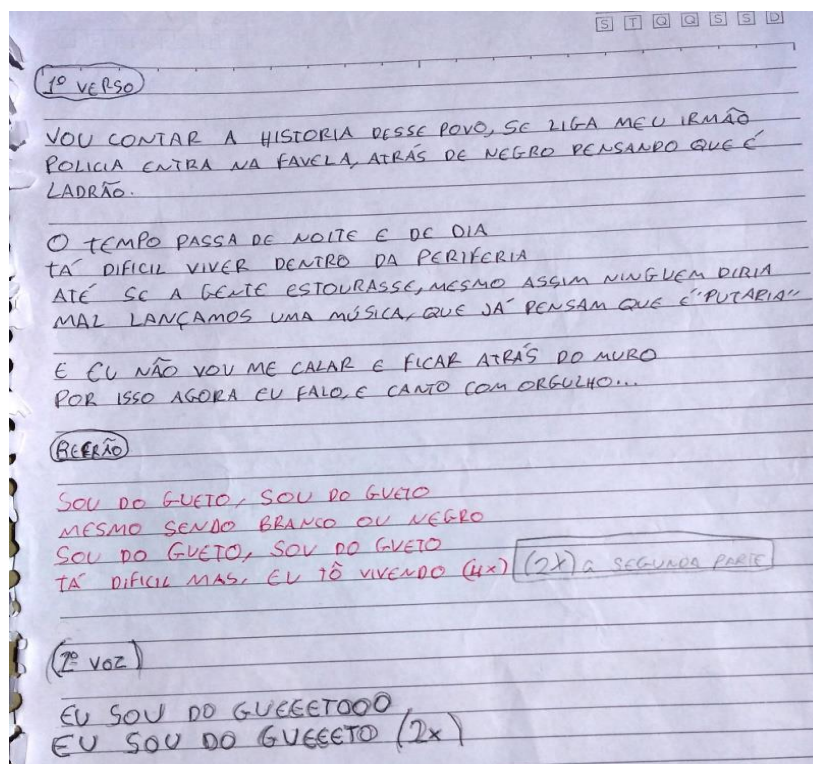 S T Q Q S S D
1º VERSO
VOU CONTAR A HISTORIA DESSE POVO, SE LIGA MEU IRMÃO
POLICIA ENTRA NA FAVELA, ATRÁS DE NEGRO PENSANDO QUE É
LADRÃO.
O TEMPO PASSA DE NOITE E DE DIA
TÁ DIFICIL VIVER DENTRO DA PERIFERIA
ATÉ SE A GENTE ESTOURASSE, MESMO ASSIM NINGUEM DIRIA
MAL LANÇAMOS UMA MÚSICA, QUE JÁ PENSAM QUE É "PUTARIA"
E EU NÃO VOU ME CALAR E FICAR ATRÁS DO MURO
POR ISSO AGORA EU FALO, E CANTO COM ORGULHO...
REFRÃO
SOU DO GUETO, SOU DO GUETO
MESMO SENDO BRANCO OU NEGRO
SOU DO GUETO, SOU DO GUETO
TÁ DIFICIL MAS, EU TÔ VIVENDO (4x) (2X) a SEGUNDA PARTE
(2º VOZ)
EU SOU DO GUEEETOOO,
EU SOU DO GUEEETO (2x)